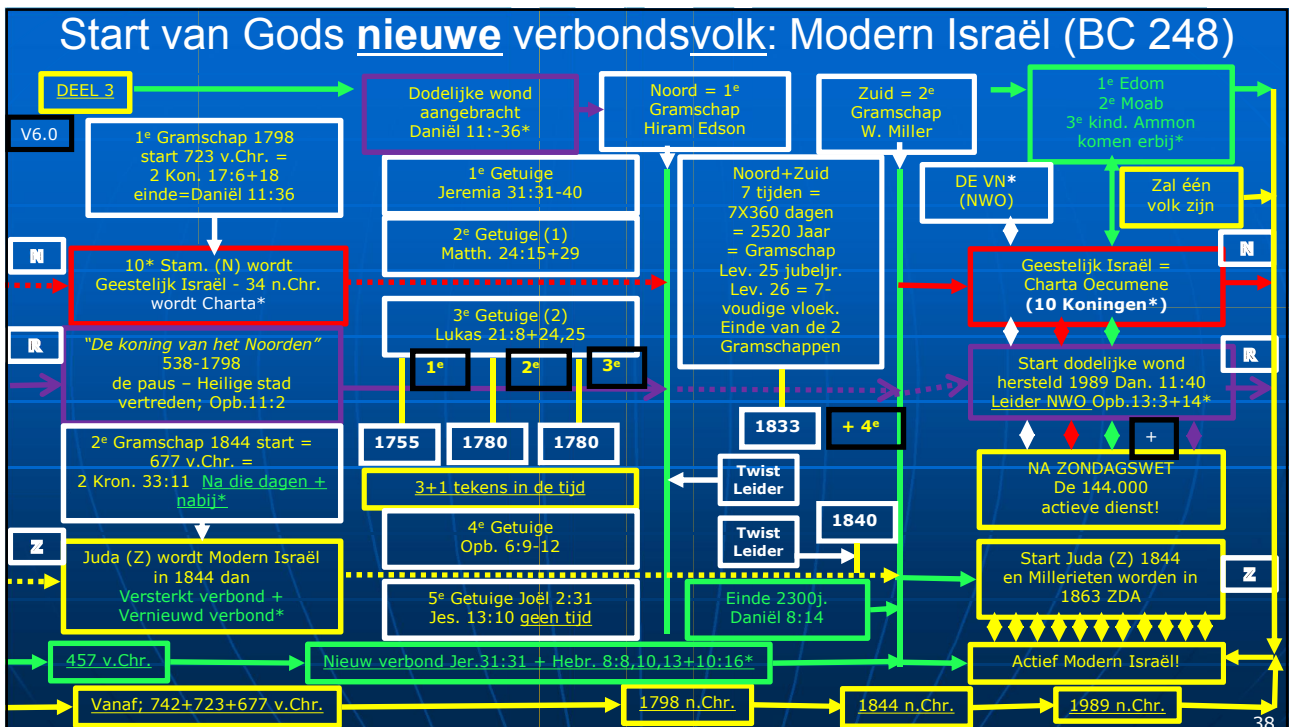 Start van Gods nieuwe verbondsvolk: Modern Israël (BC 248)
DEEL 3
V6.0
1e Gramschap 1798
start 723 v.Chr. =
2 Kon. 17:6+18
einde=Daniël 11:36
N
10* Stam. (N) wordt
Geestelijk Israël - 34 n.Chr.
wordt Charta*
R
"De koning van het Noorden"
538-1798
de paus – Heilige stad
vertreden; Opb.11:2
2e Gramschap 1844 start =
677 v.Chr. =
2 Kron. 33:11 Na die dagen +
nabij*
Z
Juda (Z) wordt Modern Israël
in 1844 dan
Versterkt verbond +
Vernieuwd verbond*
Dodelijke wond
aangebracht
Daniël 11:-36*
1e Getuige
Jeremia 31:31-40
2e Getuige (1)
Matth. 24:15+29
3e Getuige (2)
Lukas 21:8+24,25
1e
2e
3e
1755
1780
1780
3+1 tekens in de tijd
4e Getuige
Opb. 6:9-12
5e Getuige Joël 2:31
Jes. 13:10 geen tijd
Noord = 1e
Gramschap
Hiram Edson
Noord+Zuid
7 tijden =
7X360 dagen
= 2520 Jaar
= Gramschap
Lev. 25 jubeljr.
Lev. 26 = 7-
voudige vloek.
Einde van de 2
Gramschappen
1833
+ 4e
Twist
Leider
1840
Twist
Leider
Einde 2300j.
Daniël 8:14
Zuid = 2e
Gramschap
W. Miller
1e Edom
2e Moab
3e kind. Ammon
komen erbij*
DE VN*
(NWO)
Zal één
volk zijn
N
Geestelijk Israël =
Charta Oecumene
(10 Koningen*)
R
Start dodelijke wond
hersteld 1989 Dan. 11:40
Leider NWO Opb.13:3+14*
+
NA ZONDAGSWET
De 144.000
actieve dienst!
Start Juda (Z) 1844
en Millerieten worden in
1863 ZDA
Z
457 v.Chr.
Nieuw verbond Jer.31:31 + Hebr. 8:8,10,13+10:16*
Actief Modern Israël!
Vanaf; 742+723+677 v.Chr.
1798 n.Chr.
1844 n.Chr.
1989 n.Chr.
38